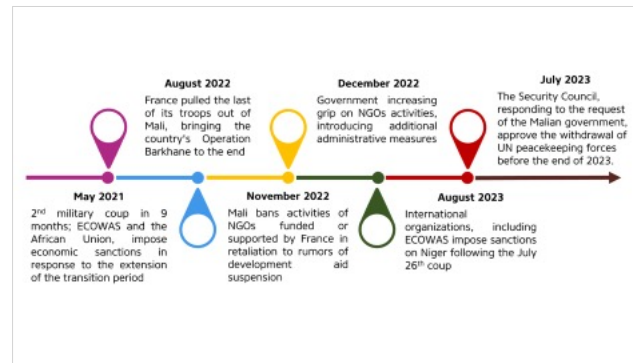 August 2022
France pulled the last
of its troops out of
Mali, bringing the
country's Operation
Barkhane to the end
December 2022
Government increasing
grip on NGOs activities,
introducing additional
administrative measures
July 2023
The Security Council,
responding to the request
of the Malian government,
approve the withdrawal of
UN peacekeeping forces
before the end of 2023.
May 2021
2nd military coup in 9
months; ECOWAS and the
African Union, impose
economic sanctions in
response to the extension
of the transition period
November 2022
Mali bans activities of
NGOs funded or
supported by France in
retaliation to rumors of
development aid
suspension
August 2023
International
organizations, including
ECOWAS impose sanctions
on Niger following the July
26th coup